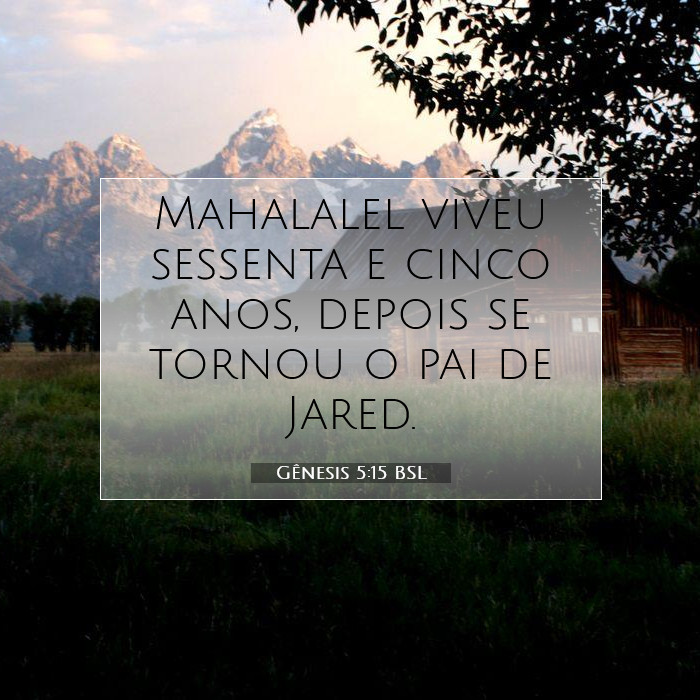 Mahalalel viveu
sessenta e cinco
anos, depois se
tornou o pai de
Jared.
Gênesis 5:15 BSL